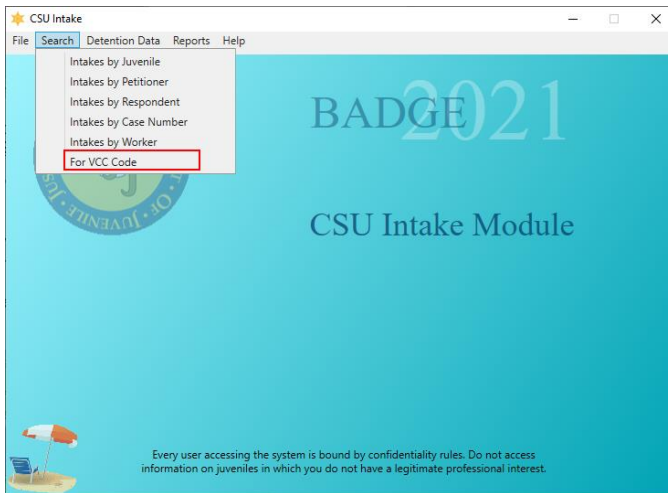 CSU Intake
File Search Detention Data Reports Help
Intakes by Juvenile
Intakes by Petitioner
Intakes by Respondent
Intakes by Case Number
Intakes by Worker
For VCC Code
BADGE 2021
OF JUVENILE JUS
CSU Intake Module
Every user accessing the system is bound by confidentiality rules. Do not access
information on juveniles in which you do not have a legitimate professional interest.